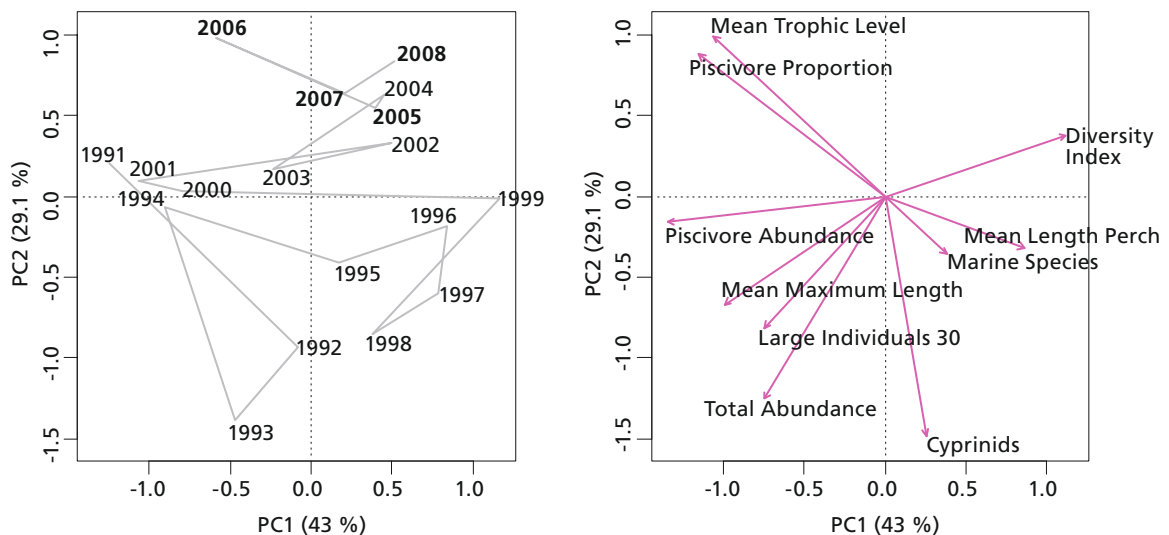 2006
2008
2004
2007
2005
2002
1991
2001
2003
2000
1994
1999
1996
1995
1997
1992
1998
1993
1.0
0.5
0.0
-0.5
-1.0
-1.5
PC2 (29.1 %)
-1.0
-0.5
0.0
0.5
1.0
PC1 (43 %)
Mean Trophic Level
Piscivore Proportion
Diversity
Index
Piscivore Abundance
Mean Length Perch
Marine Species
Mean Maximum Length
Large Individuals 30
Total Abundance
Cyprinids
1.0
0.5
0.0
-0.5
-1.0
-1.5
PC2 (29.1 %)
-1.0
-0.5
0.0
0.5
1.0
PC1 (43 %)